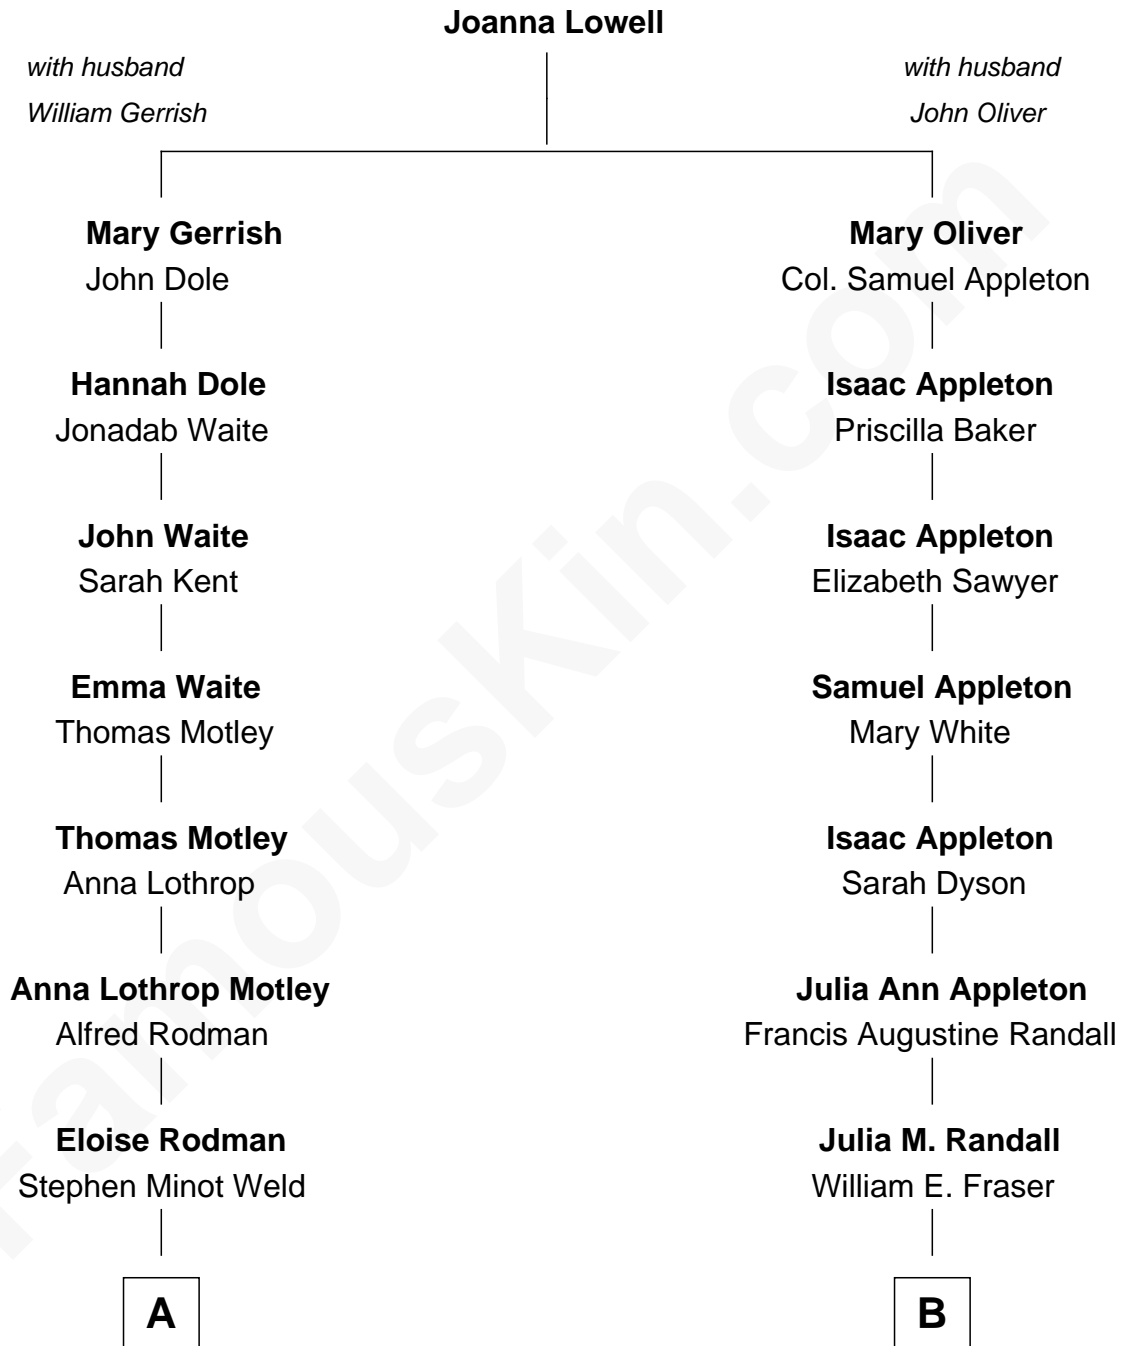 Joanna Lowell
with husband
William Gerrish
with husband
John Oliver
Mary Gerrish
John Dole
Mary Oliver
Col. Samuel Appleton
Hannah Dole
Jonadab Waite
Isaac Appleton
Priscilla Baker
John Waite
Sarah Kent
Isaac Appleton
Elizabeth Sawyer
Emma Waite
Thomas Motley
Samuel Appleton
Mary White
Thomas Motley
Anna Lothrop
Isaac Appleton
Sarah Dyson
Anna Lothrop Motley
Alfred Rodman
Julia Ann Appleton
Francis Augustine Randall
Eloise Rodman
Stephen Minot Weld
Julia M. Randall
William E. Fraser
A
B
FamousKin.com